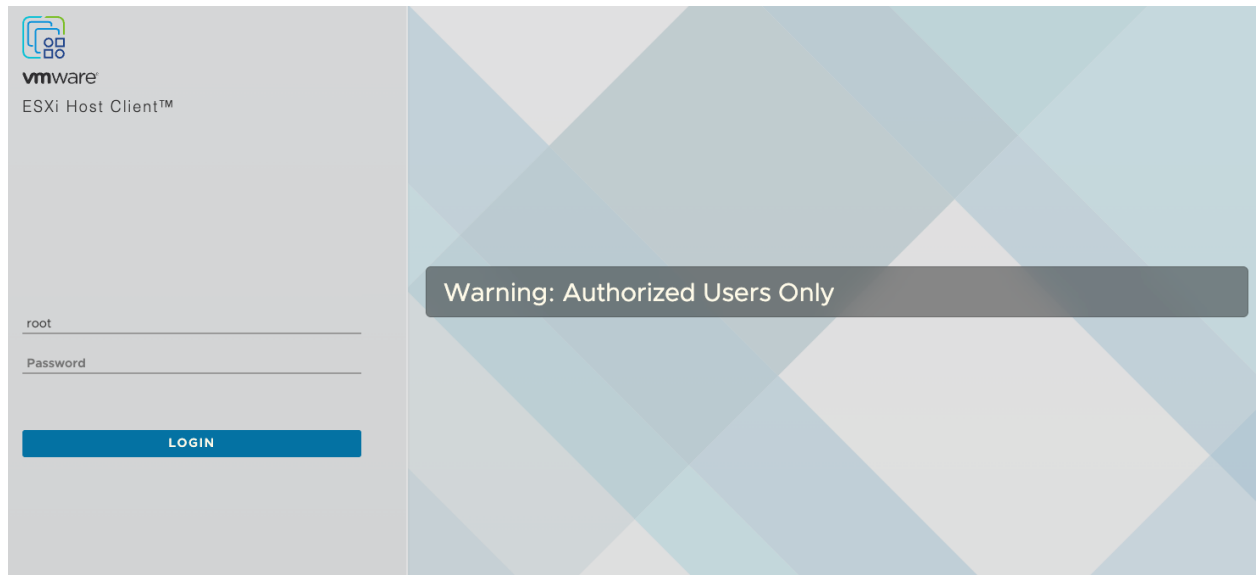 vmware®
ESXi Host Client™
root
Password
LOGIN
Warning: Authorized Users Only